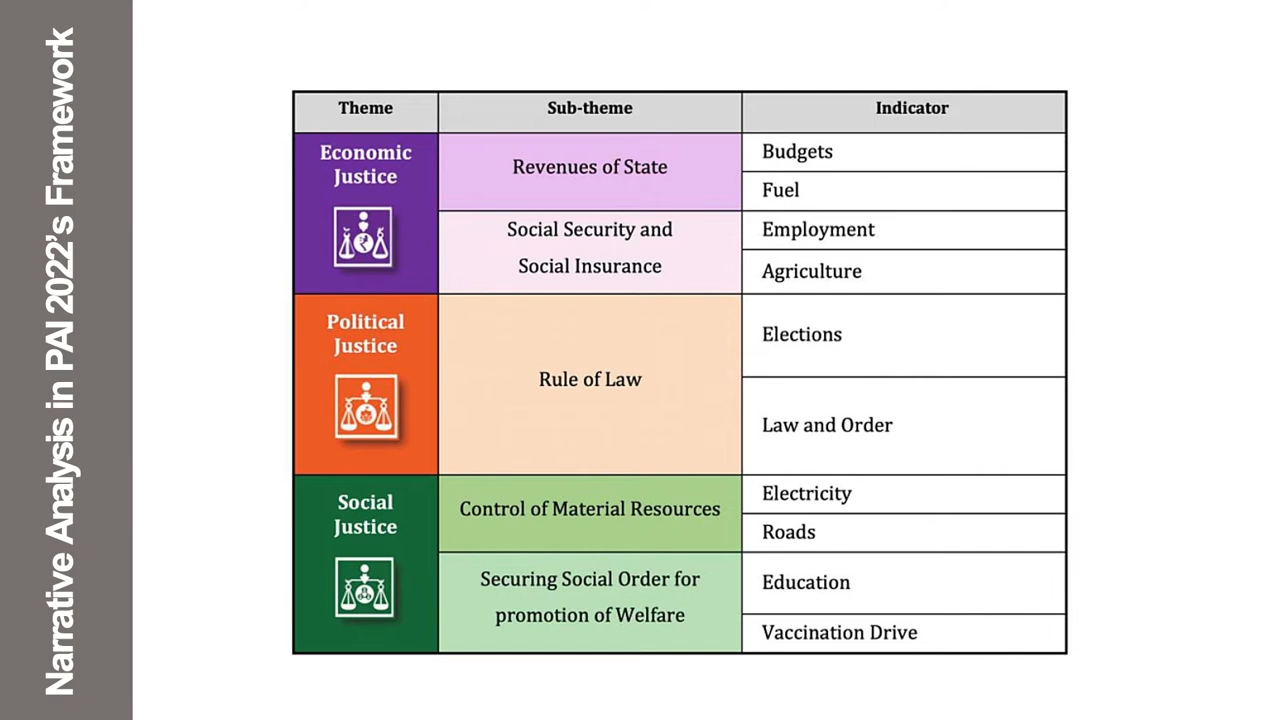 Narrative Analysis in PAI 2022's Framework
Theme
Sub-theme
Indicator
Economic
Justice
Revenues of State
Budgets
Fuel
Social Security and
Social Insurance
Employment
Agriculture
Political
Justice
Rule of Law
Elections
Law and Order
Social
Justice
Control of Material Resources
Electricity
Roads
Securing Social Order for
promotion of Welfare
Education
Vaccination Drive